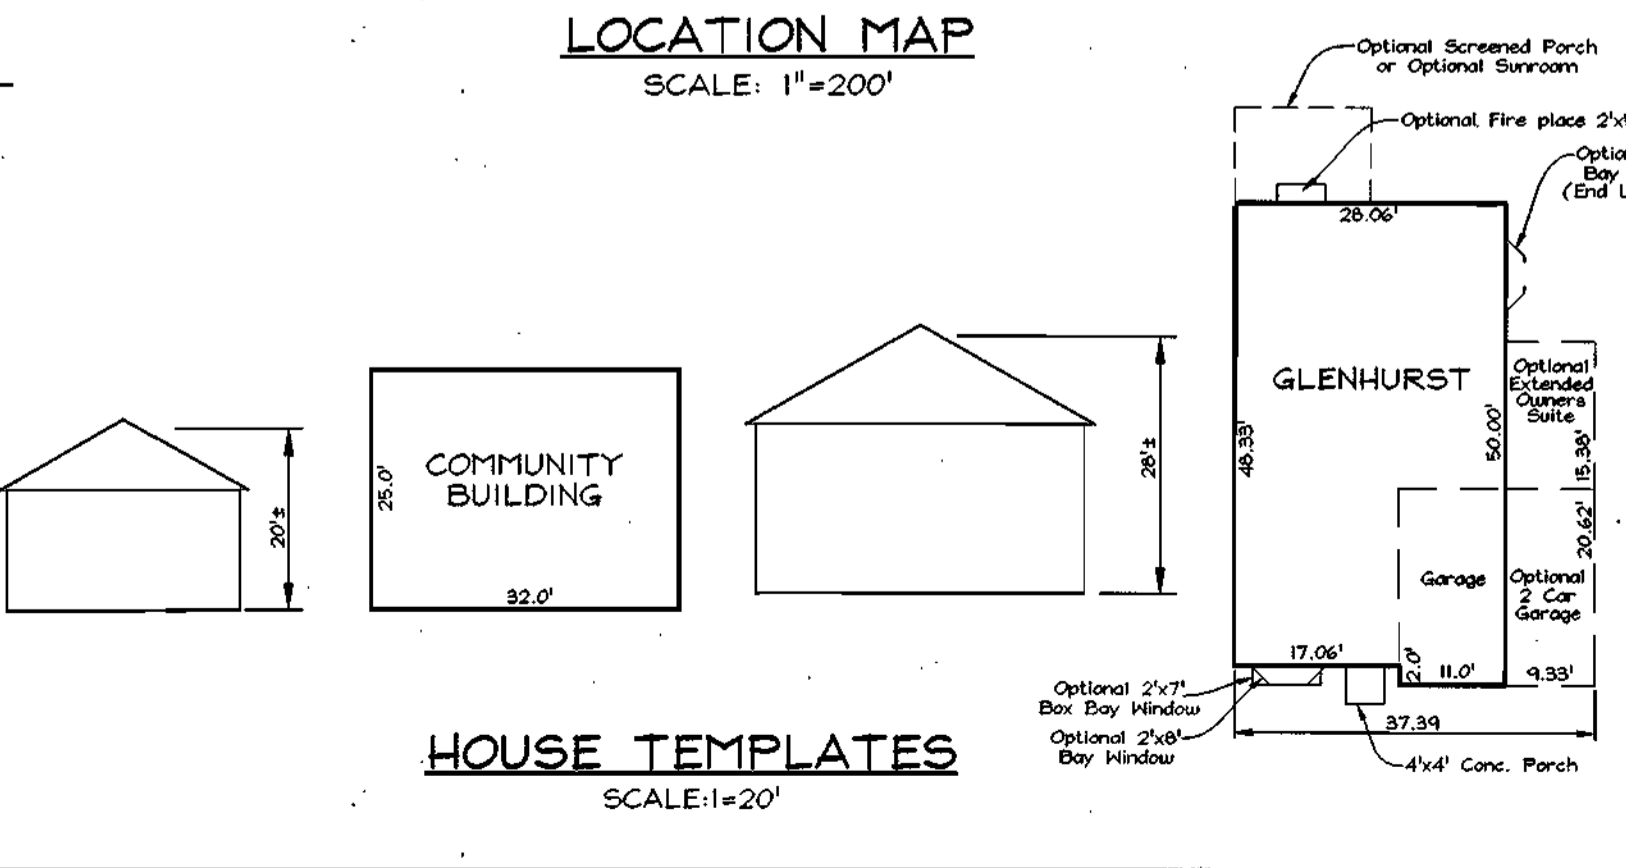 LOCATION MAP
SCALE: 1"=200'
Optional Screened Porch
or Optional Sunroom
Optional Fire place
Bay
(End
28.06'
GLENHURST
48.33'
50.00'
Optional
Extended
Owners
Suite
15.38'
20.62'
Garage
Optional
2 Car
Garage
17.06'
2.0'
11.0'
9.33'
37.39
Optional 2'x7'
Box Bay Window
Optional 2'x8'
Bay Window
4'x4' Conc. Porch
20'±
COMMUNITY
BUILDING
25.0'
32.0'
28'±
HOUSE TEMPLATES
SCALE:1=20'